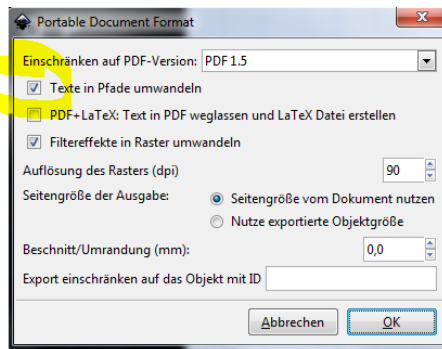 Portable Document Format
Einschränken auf PDF-Version: PDF 1.5
Texte in Pfade umwandeln
PDF+LaTeX: Text in PDF weglassen und LaTeX Datei erstellen
Filtereffekte in Raster umwandeln
Auflösung des Rasters (dpi) 90
Seitengröße der Ausgabe: Seitengröße vom Dokument nutzen
Nutze exportierte Objektgröße
Beschnitt/Umrandung (mm): 0,0
Export einschränken auf das Objekt mit ID
Abbrechen OK